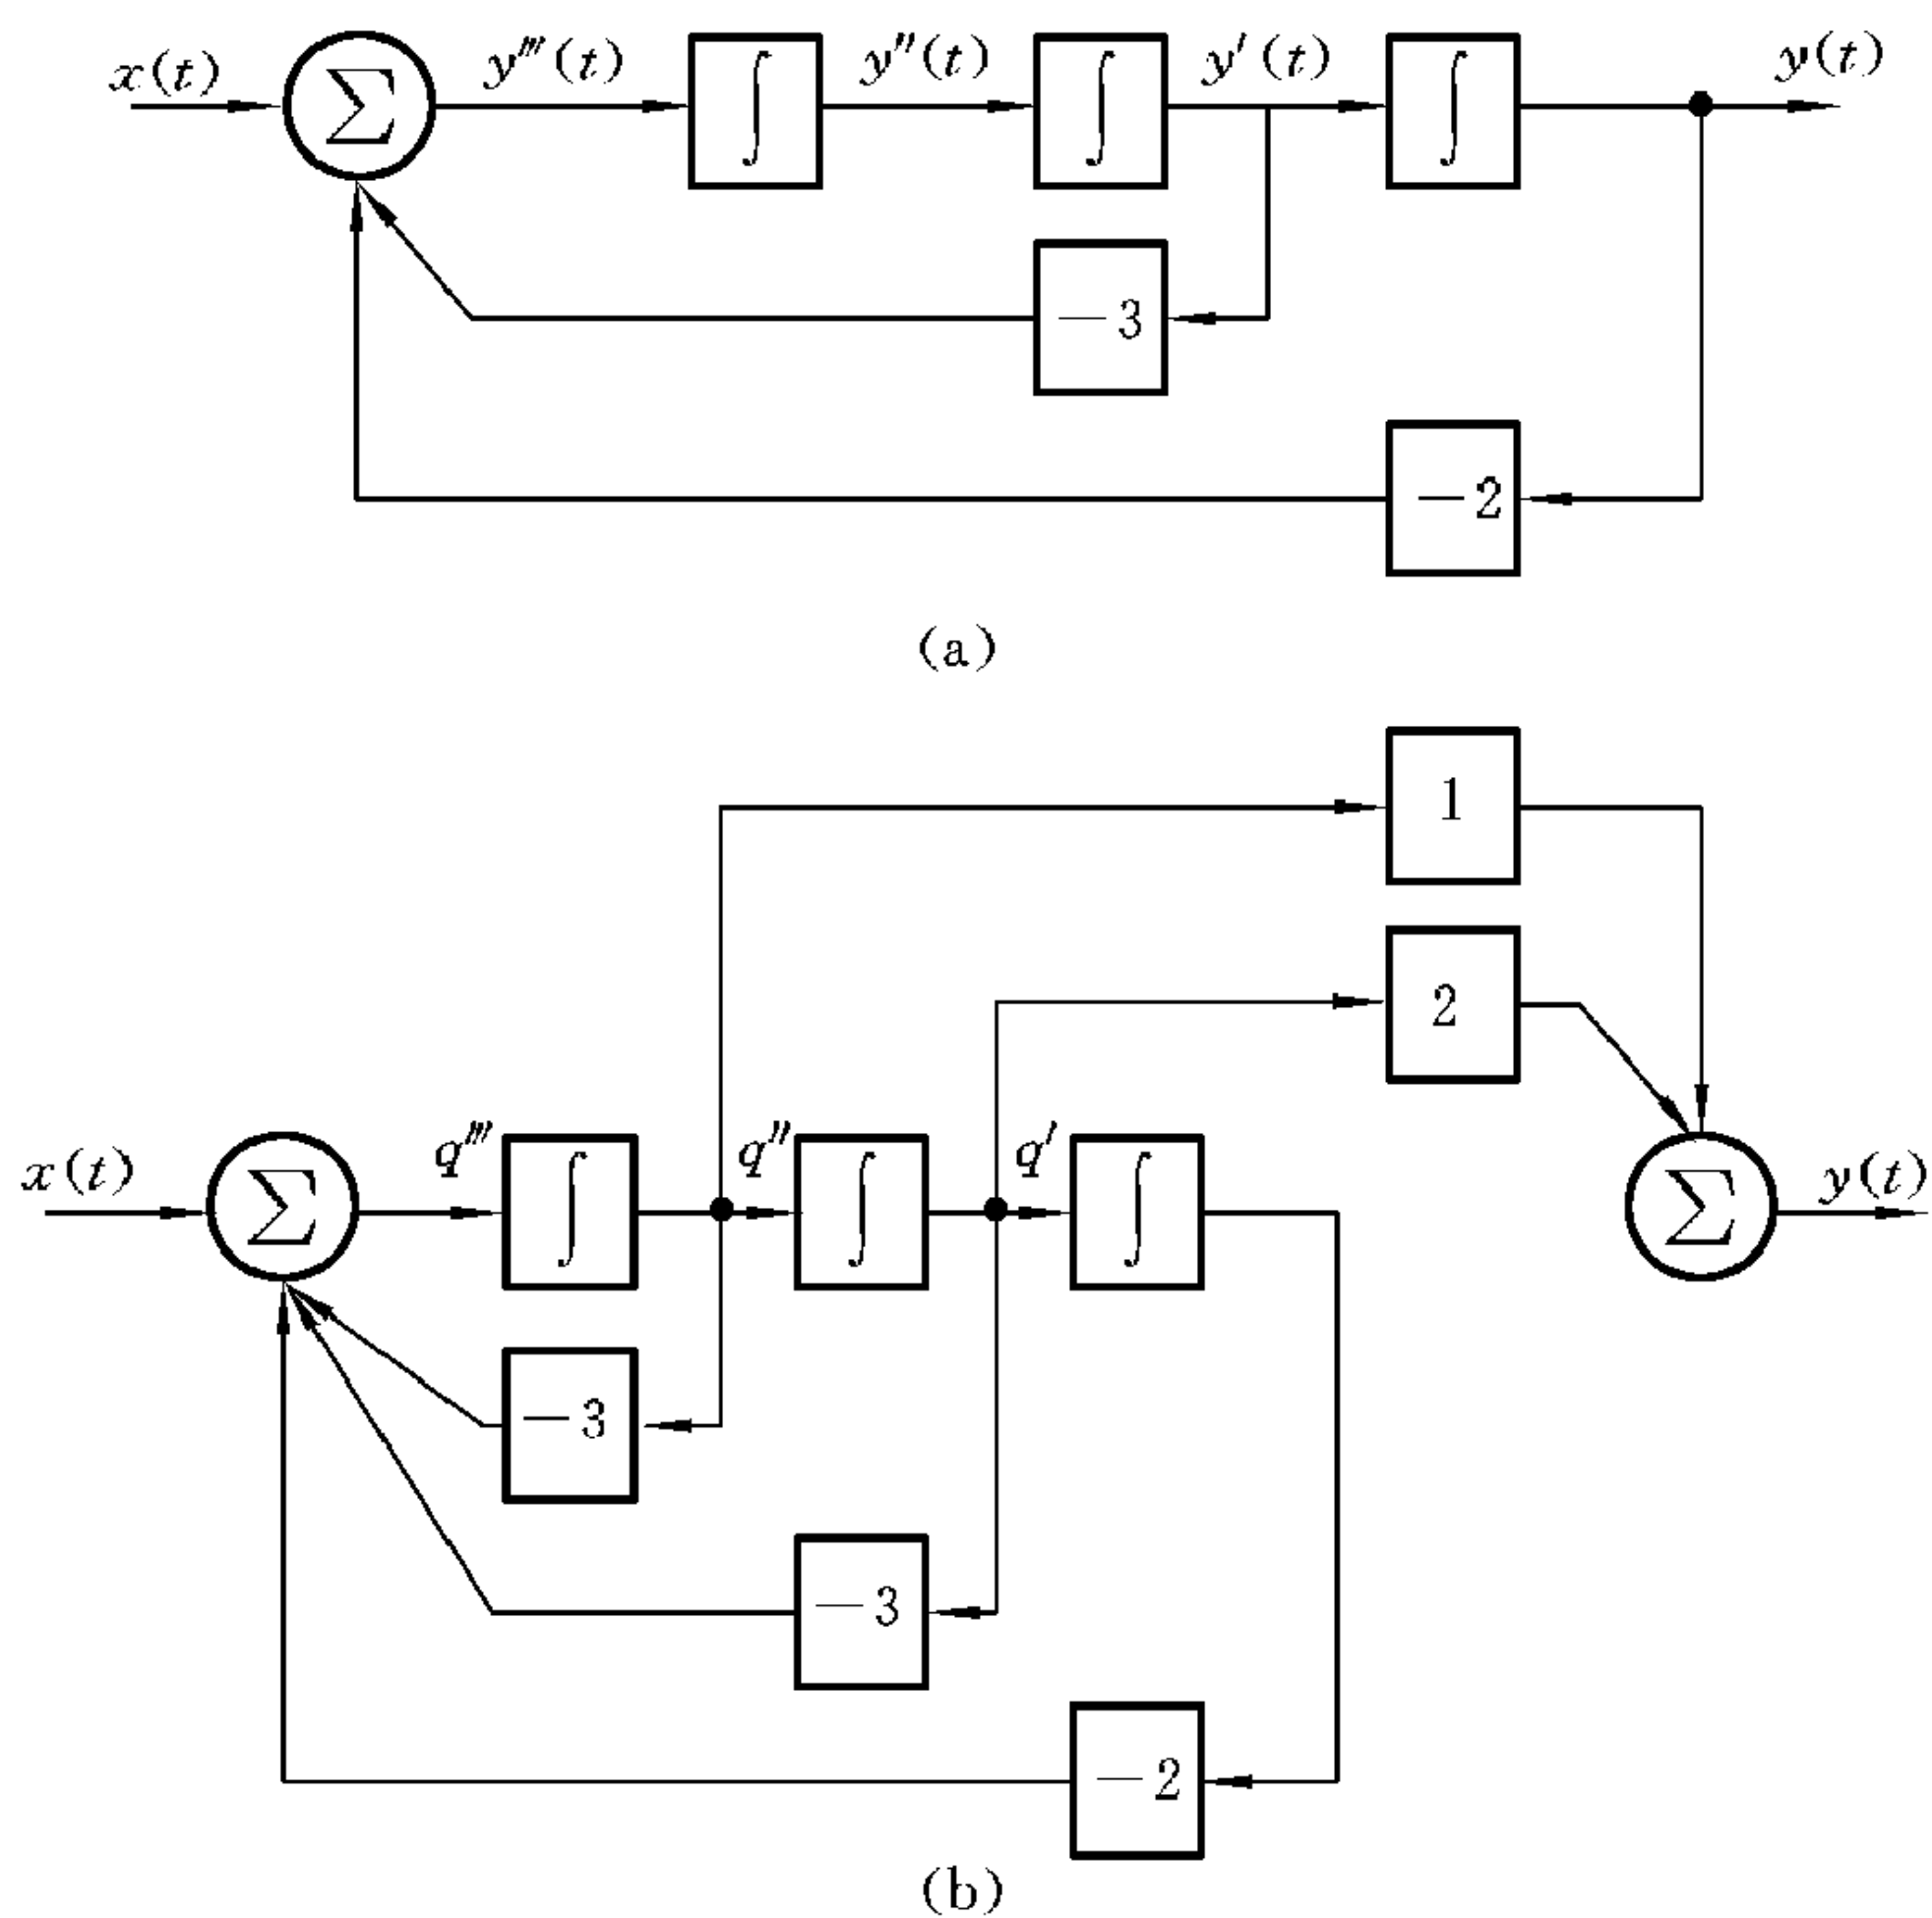 x(t) Σ y‴(t) ∫ y″(t) ∫ y′(t) ∫ y(t)
−3
−2
(a)
1
2
x(t) Σ q‴ ∫ q″ ∫ q′ ∫ Σ y(t)
−3
−3
−2
(b)